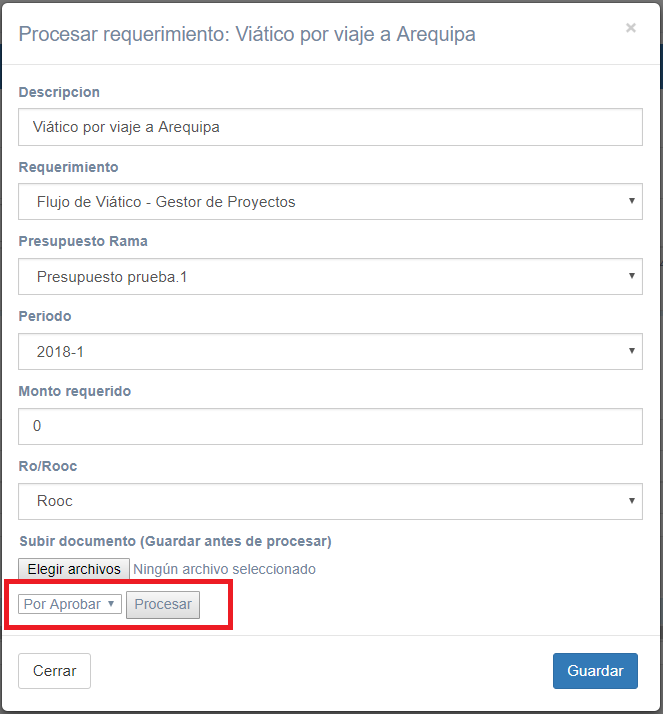 Procesar requerimiento: Viático por viaje a Arequipa ×
Descripcion
Viático por viaje a Arequipa
Requerimiento
Flujo de Viático - Gestor de Proyectos
Presupuesto Rama
Presupuesto prueba.1
Periodo
2018-1
Monto requerido
0
Ro/Rooc
Rooc
Subir documento (Guardar antes de procesar)
Elegir archivos Ningún archivo seleccionado
Por Aprobar Procesar
Cerrar Guardar